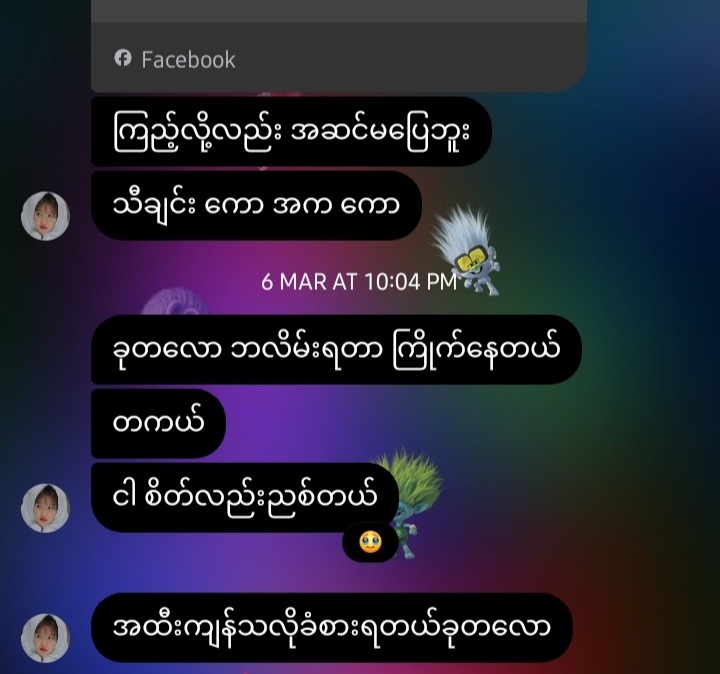 Facebook
ကြည့်လို့လည်း အဆင်မပြေဘူး
သီချင်း ကော အက ကော
6 MAR AT 10:04 PM
ခုတလော ဘလိမ်းရတာ ကြိုက်နေတယ်
တကယ်
ငါ စိတ်လည်းညစ်တယ်
အထီးကျန်သလိုခံစားရတယ်ခုတလော